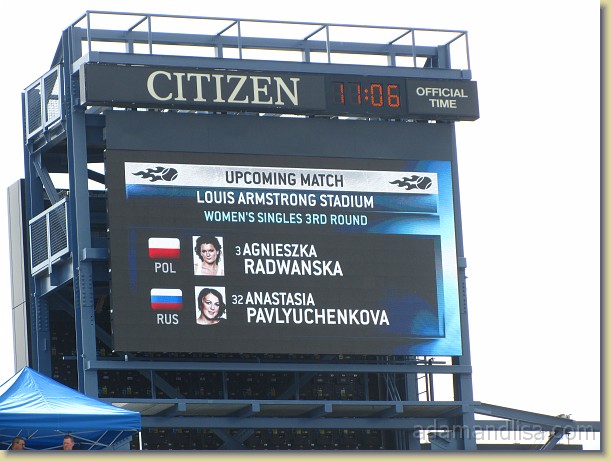 CITIZEN 11:06 OFFICIAL
TIME
UPCOMING MATCH
LOUIS ARMSTRONG STADIUM
WOMEN'S SINGLES 3RD ROUND
3 AGNIESZKA
POL RADWANSKA
32 ANASTASIA
RUS PAVLYUCHENKOVA
adamandlisa.com